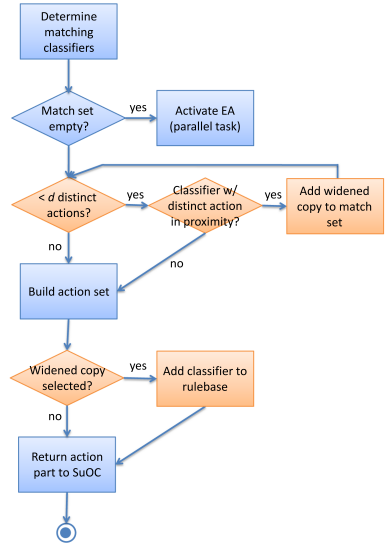 Determine
matching
classifiers
Match set
empty?
yes
Activate EA
(parallel task)
< d distinct
actions?
yes
Classifier w/
distinct action
in proximity?
yes
Add widened
copy to match
set
no
no
Build action set
Widened copy
selected?
yes
Add classifier to
rulebase
no
Return action
part to SuOC